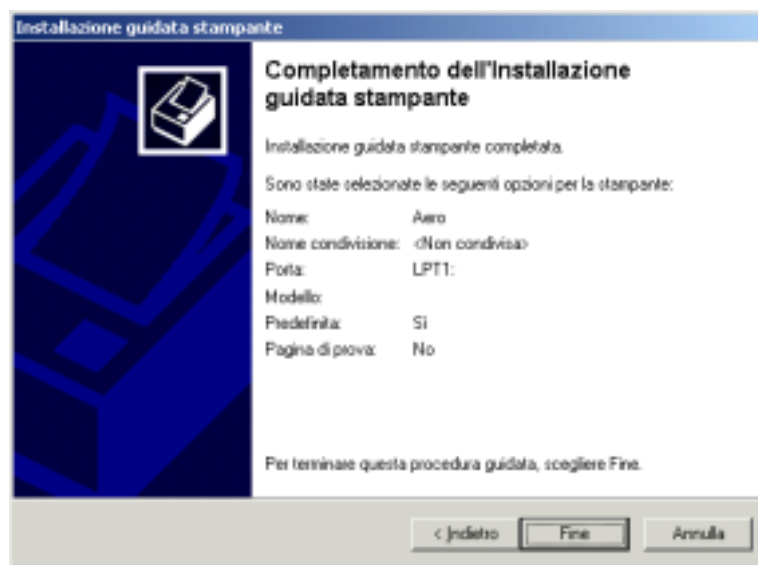 Installazione guidata stampante
Completamento dell'Installazione
guidata stampante
Installazione guidata stampante completata.
Sono state selezionate le seguenti opzioni per la stampante:
Nome: Aero
Nome condivisione: <Non condivisa>
Porta: LPT1:
Modello:
Predefinita: Sì
Pagina di prova: No
Per terminare questa procedura guidata, scegliere Fine.
< Indietro Fine Annulla